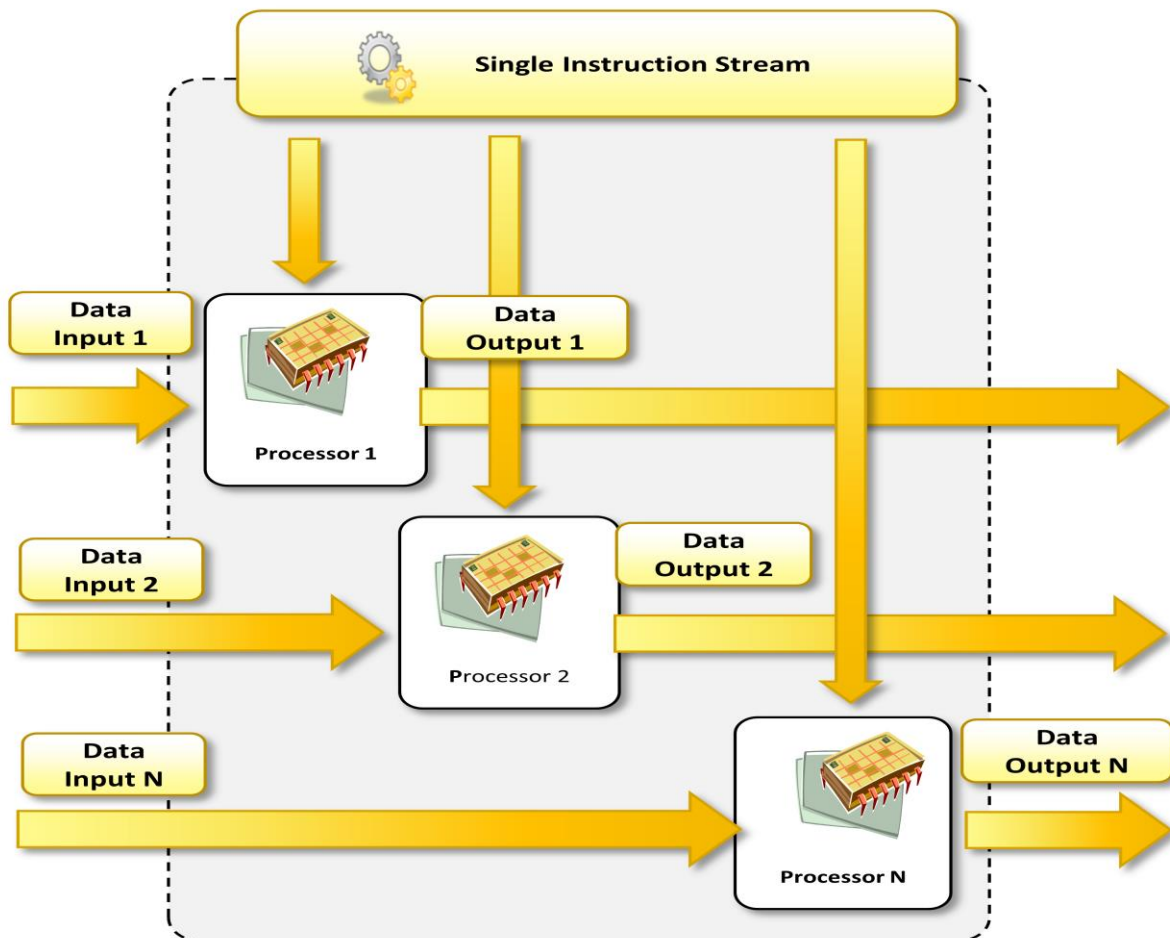 Single Instruction Stream
Data
Input 1
Data
Output 1
Processor 1
Data
Input 2
Data
Output 2
Processor 2
Data
Input N
Data
Output N
Processor N